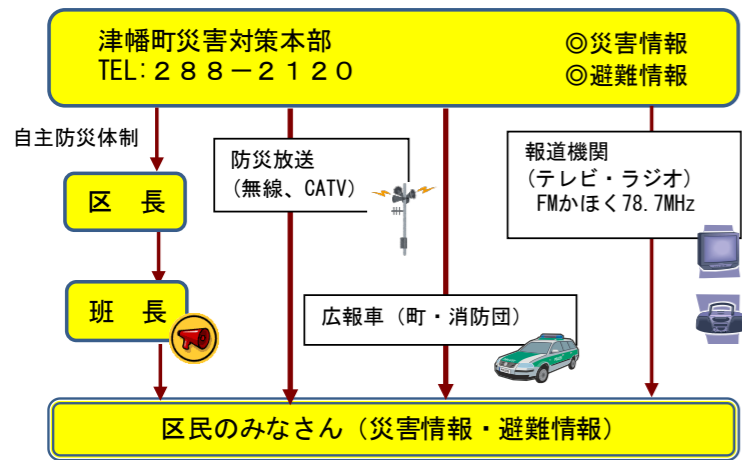 津幡町災害対策本部
TEL:２８８－２１２０
◎災害情報
◎避難情報
自主防災体制
区　長
班　長
防災放送
（無線、CATV）
広報車（町・消防団）
報道機関
（テレビ・ラジオ）
FMかほく78.7MHz
区民のみなさん（災害情報・避難情報）